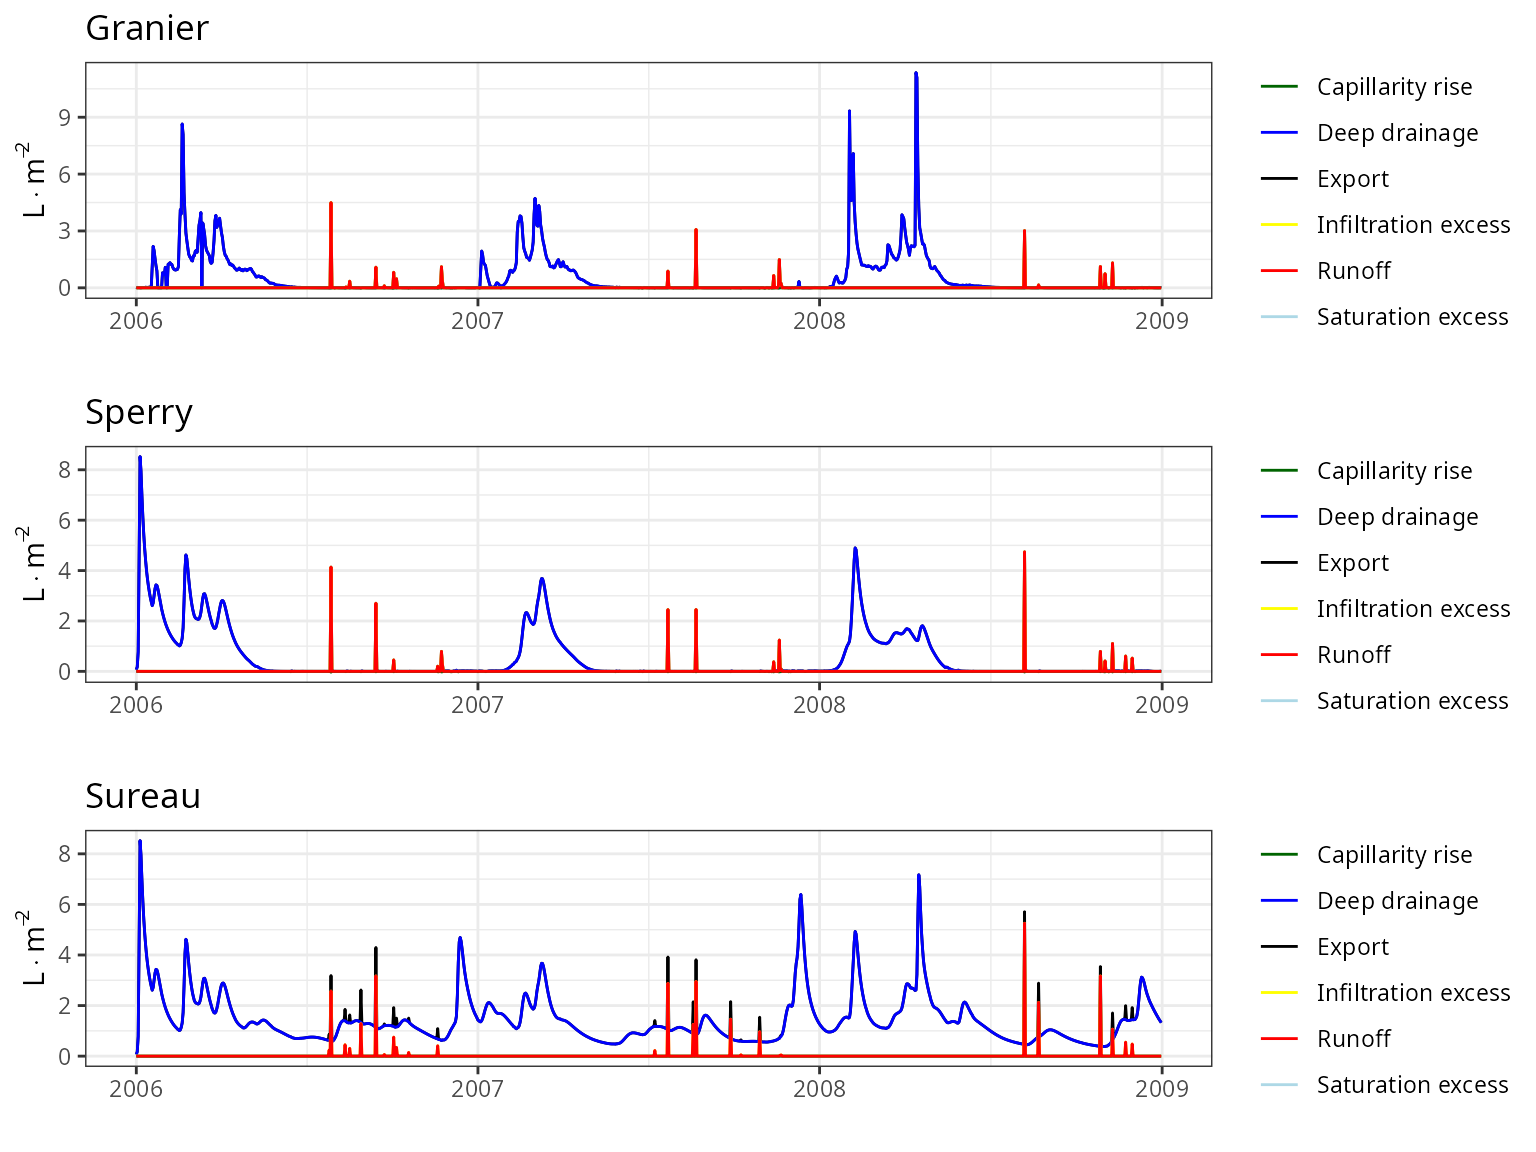 Granier
L · m⁻²
9
6
3
0
2006 2007 2008 2009
Capillarity rise
Deep drainage
Export
Infiltration excess
Runoff
Saturation excess
Sperry
L · m⁻²
8
6
4
2
0
2006 2007 2008 2009
Capillarity rise
Deep drainage
Export
Infiltration excess
Runoff
Saturation excess
Sureau
L · m⁻²
8
6
4
2
0
2006 2007 2008 2009
Capillarity rise
Deep drainage
Export
Infiltration excess
Runoff
Saturation excess